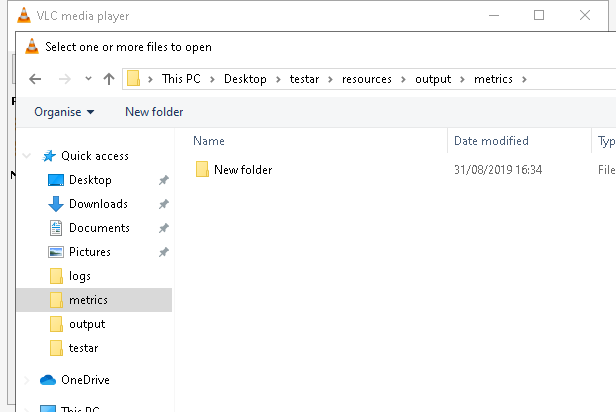 VLC media player
Select one or more files to open
This PC > Desktop > testar > resources > output > metrics >
Organise New folder
Name Date modified Typ
Quick access
New folder 31/08/2019 16:34 File
Desktop
Downloads
Documents
Pictures
logs
metrics
output
testar
OneDrive
This PC